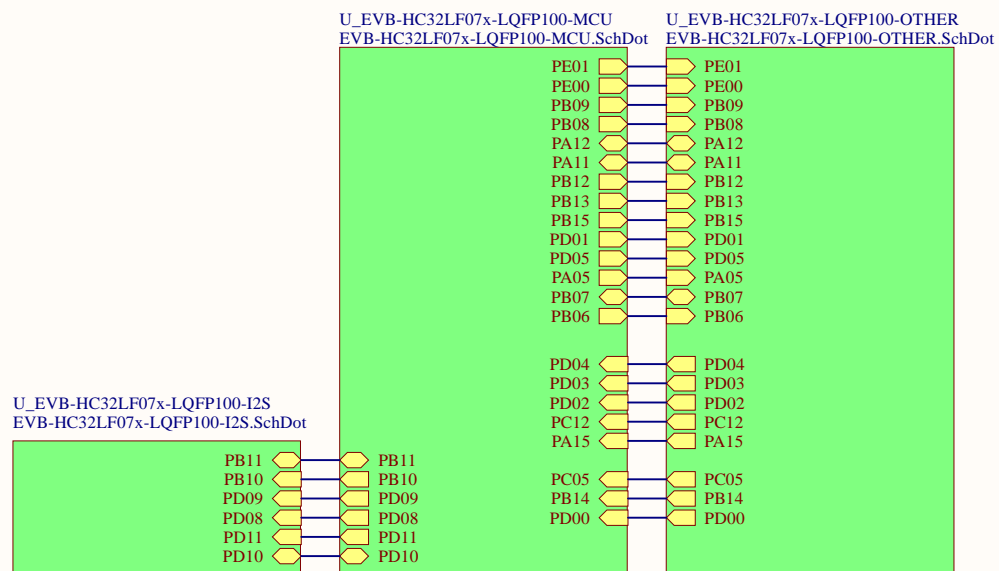 U_EVB-HC32LF07x-LQFP100-MCU
EVB-HC32LF07x-LQFP100-MCU.SchDot
U_EVB-HC32LF07x-LQFP100-OTHER
EVB-HC32LF07x-LQFP100-OTHER.SchDot
PE01 PE01
PE00 PE00
PB09 PB09
PB08 PB08
PA12 PA12
PA11 PA11
PB12 PB12
PB13 PB13
PB15 PB15
PD01 PD01
PD05 PD05
PA05 PA05
PB07 PB07
PB06 PB06
PD04 PD04
PD03 PD03
PD02 PD02
PC12 PC12
PA15 PA15
PC05 PC05
PB14 PB14
PD00 PD00
U_EVB-HC32LF07x-LQFP100-I2S
EVB-HC32LF07x-LQFP100-I2S.SchDot
PB11 PB11
PB10 PB10
PD09 PD09
PD08 PD08
PD11 PD11
PD10 PD10